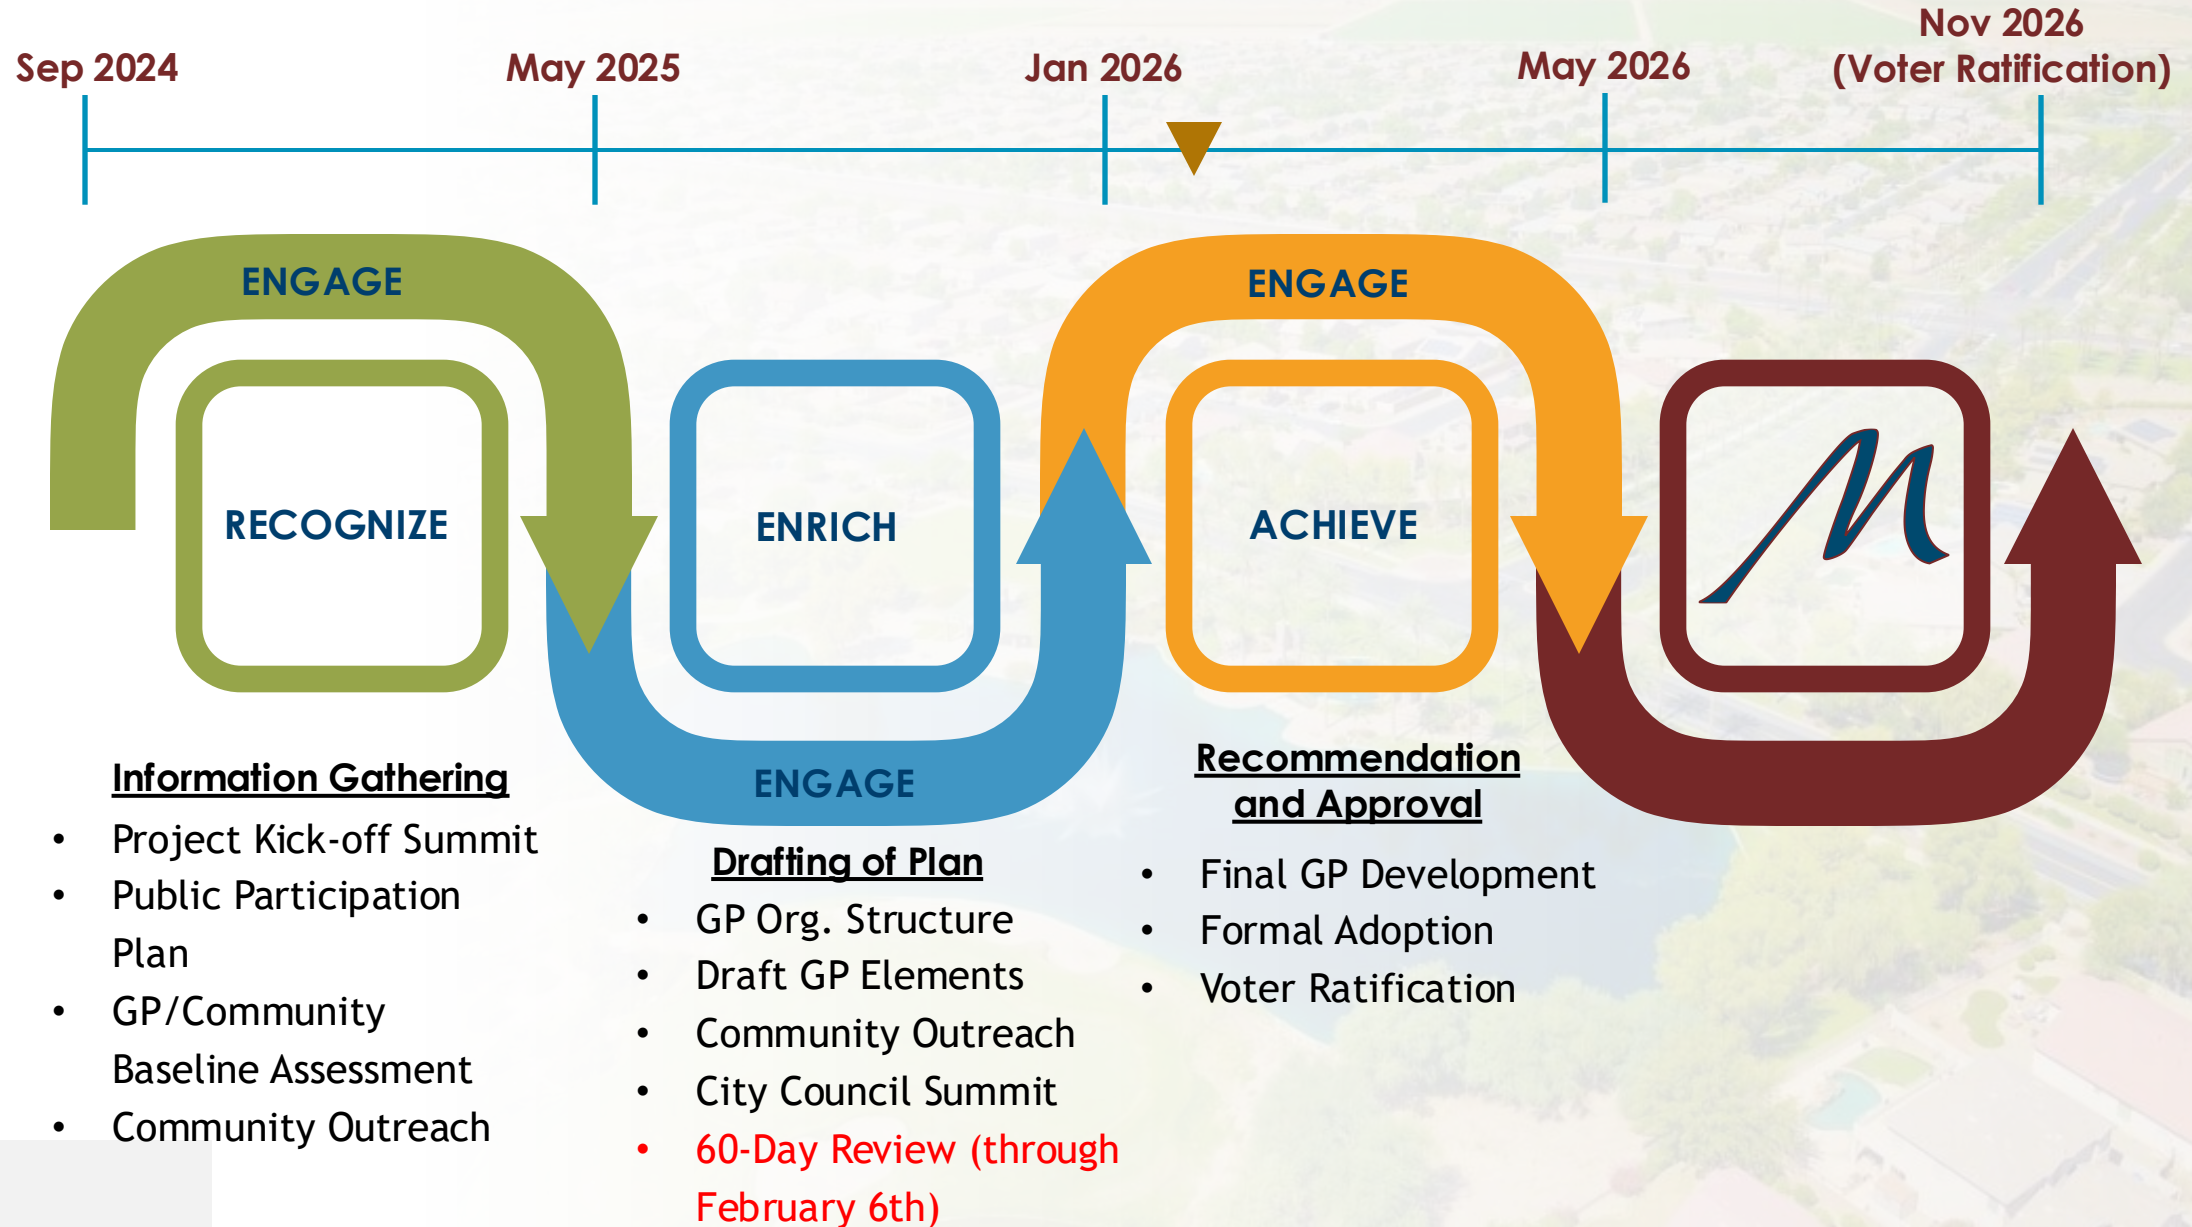 Sep 2024
May 2025
Jan 2026
May 2026
Nov 2026
(Voter Ratification)
ENGAGE
ENGAGE
RECOGNIZE
ENRICH
ACHIEVE
M
ENGAGE
Information Gathering
• Project Kick-off Summit
• Public Participation
Plan
• GP/Community
Baseline Assessment
• Community Outreach
Drafting of Plan
• GP Org. Structure
• Draft GP Elements
• Community Outreach
• City Council Summit
• 60-Day Review (through
February 6th)
Recommendation
and Approval
• Final GP Development
• Formal Adoption
• Voter Ratification